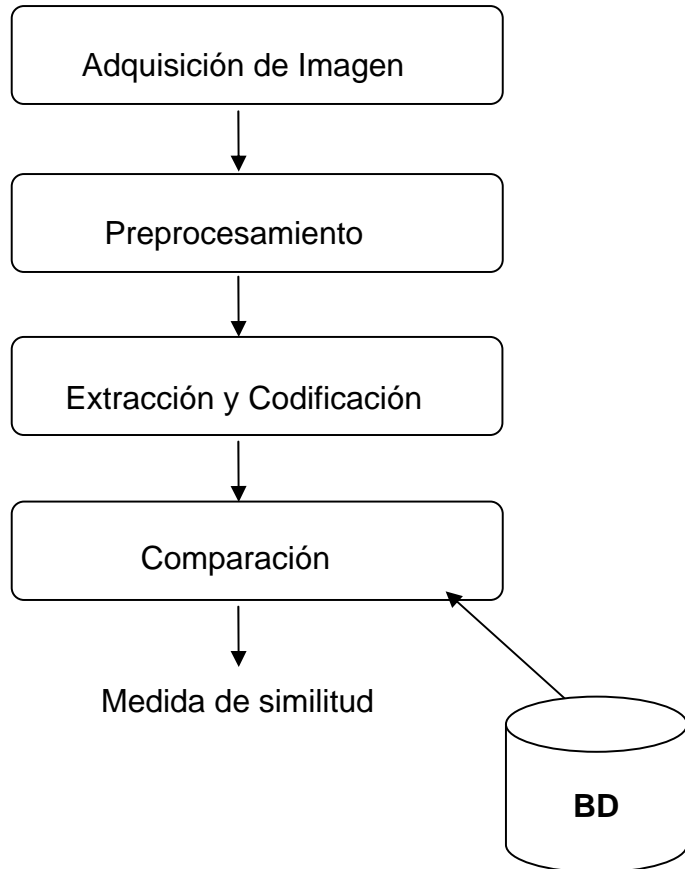 Adquisición de Imagen
Preprocesamiento
Extracción y Codificación
Comparación
Medida de similitud
BD